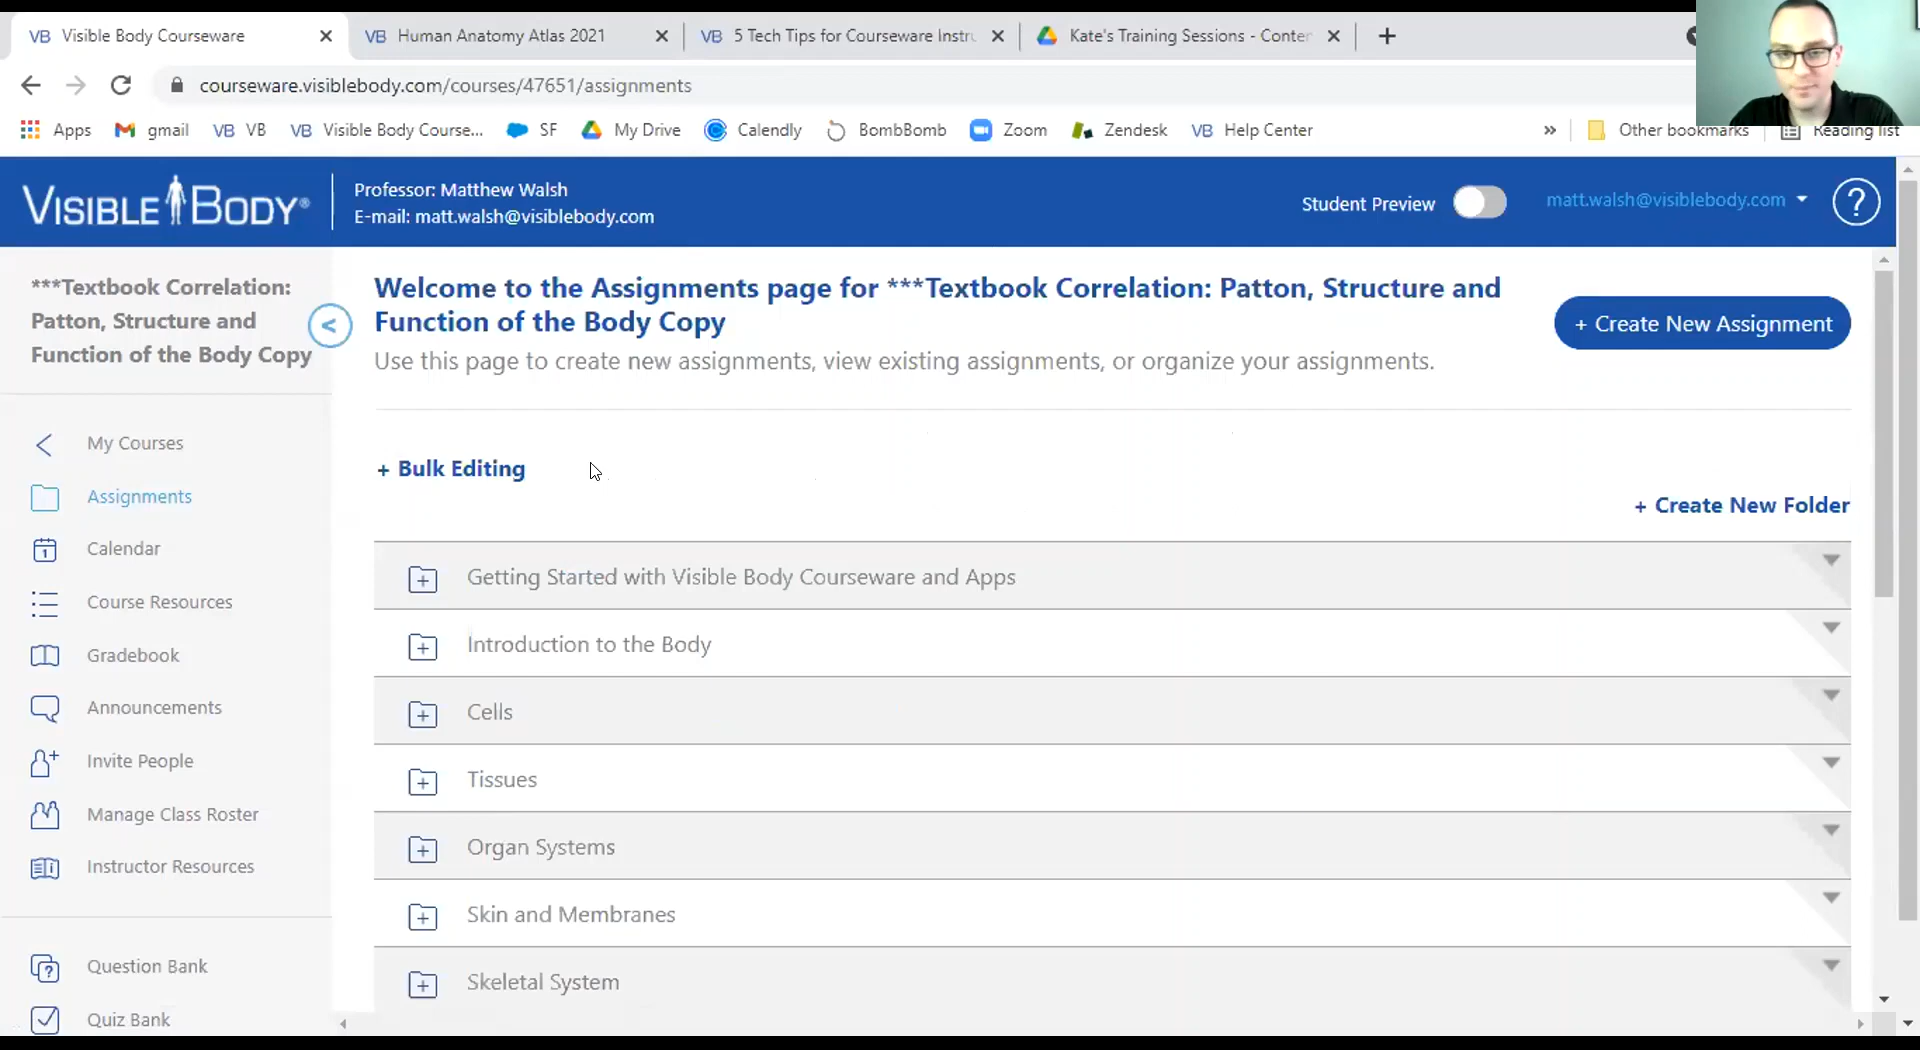 VB Visible Body Courseware
VB Human Anatomy Atlas 2021
VB 5 Tech Tips for Courseware Instru
Kate's Training Sessions - Conten
courseware.visiblebody.com/courses/47651/assignments
Apps
gmail
VB VB
VB Visible Body Course...
SF
My Drive
Calendly
BombBomb
Zoom
Zendesk
VB Help Center
»
Other bookmarks
Reading list
VISIBLE BODY®
Professor: Matthew Walsh
E-mail: matt.walsh@visiblebody.com
Student Preview
matt.walsh@visiblebody.com
?
***Textbook Correlation:
Patton, Structure and
Function of the Body Copy
<
Welcome to the Assignments page for ***Textbook Correlation: Patton, Structure and
Function of the Body Copy
Use this page to create new assignments, view existing assignments, or organize your assignments.
+ Create New Assignment
My Courses
Assignments
1 Calendar
Course Resources
Gradebook
Announcements
Invite People
Manage Class Roster
Instructor Resources
Question Bank
Quiz Bank
+ Bulk Editing
+ Create New Folder
Getting Started with Visible Body Courseware and Apps
Introduction to the Body
Cells
Tissues
Organ Systems
Skin and Membranes
Skeletal System